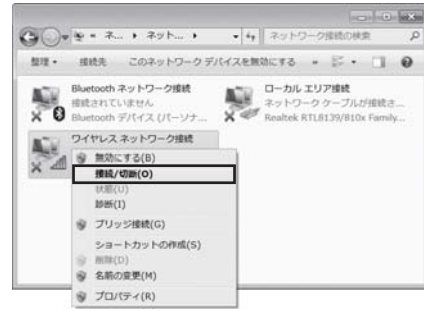 ネ... ▸ ネット... ▸
ネットワーク接続の検索
整理 ▾ 接続先 このネットワーク デバイスを無効にする »
Bluetooth ネットワーク接続
接続されていません
Bluetooth デバイス (パーソナ...
ローカル エリア接続
ネットワーク ケーブルが接続さ...
Realtek RTL8139/810x Family...
ワイヤレス ネットワーク接続
無効にする(B)
接続/切断(O)
状態(U)
診断(I)
ブリッジ接続(G)
ショートカットの作成(S)
削除(D)
名前の変更(M)
プロパティ(R)